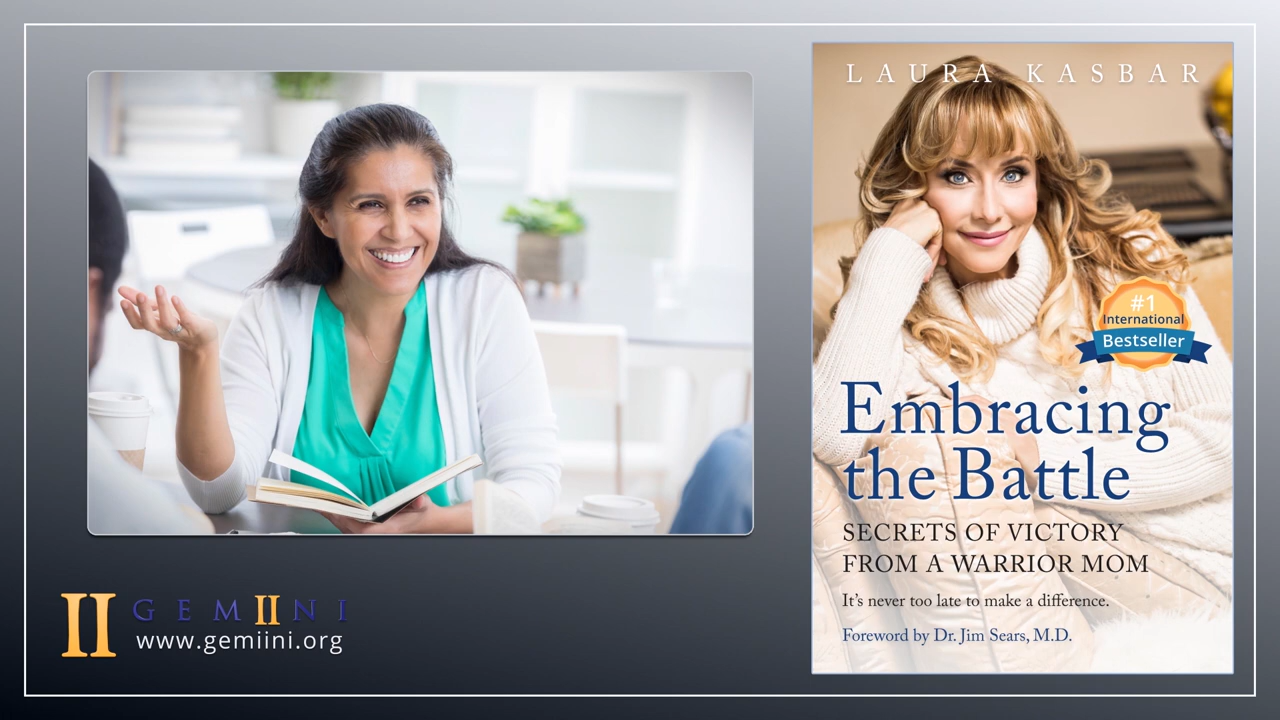 LAURA KASBAR
#1
International
Bestseller
Embracing
the Battle
SECRETS OF VICTORY
FROM A WARRIOR MOM
It's never too late to make a difference.
Foreword by Dr. Jim Sears, M.D.
II GEMIINI
www.gemiini.org